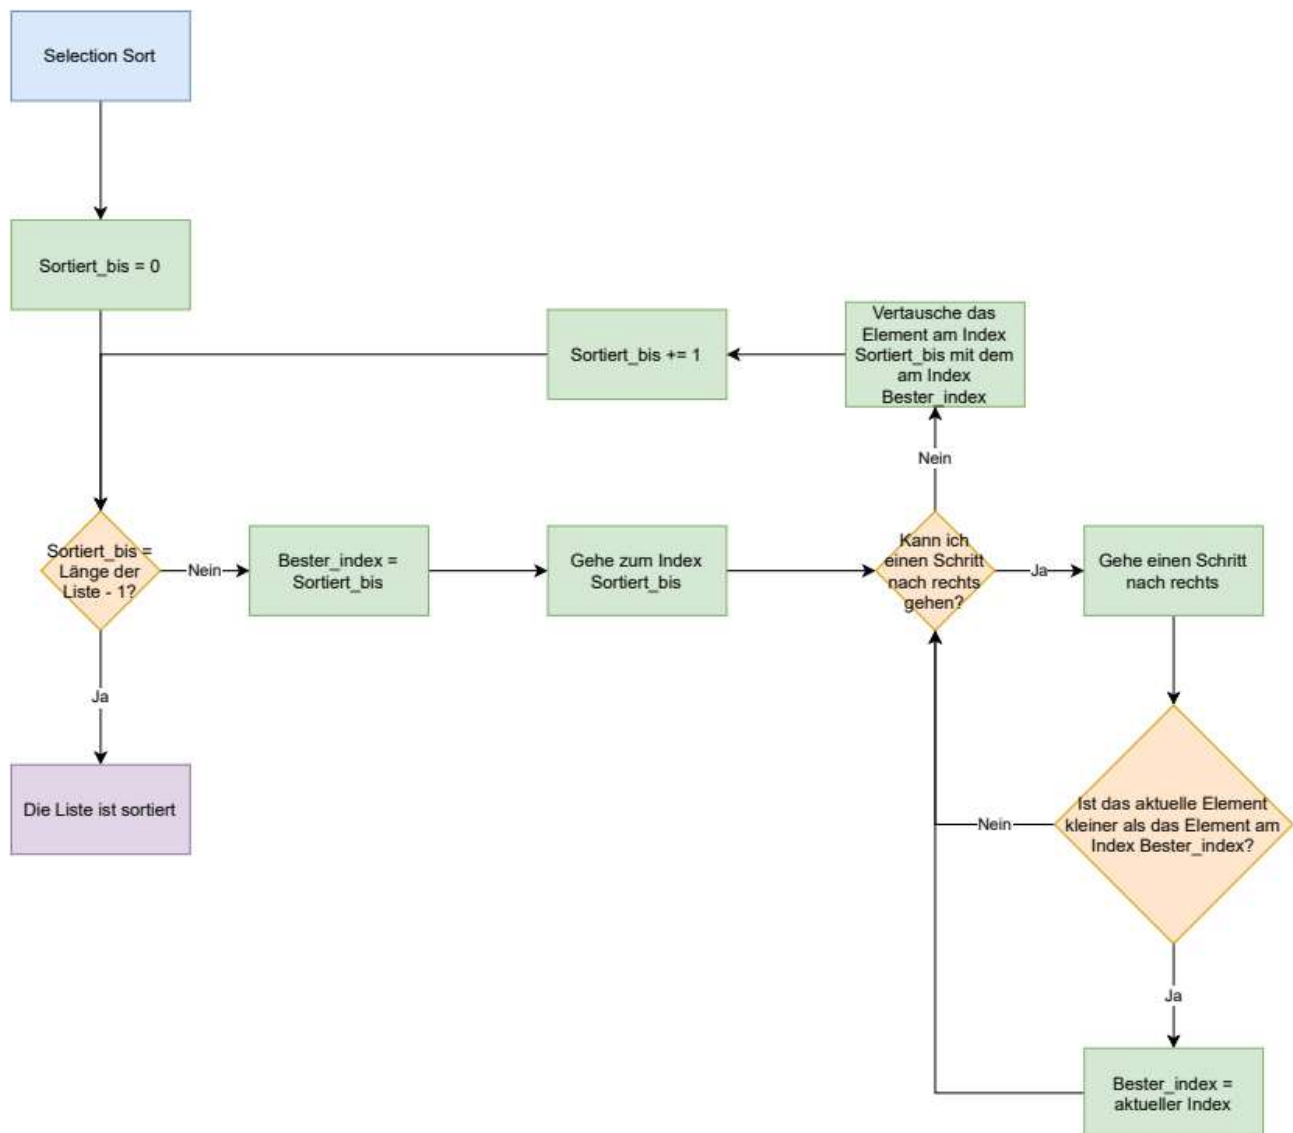 Selection Sort
Sortiert_bis = 0
Vertausche das
Element am Index
Sortiert_bis mit dem
am Index
Bester_index
Sortiert_bis += 1
Nein
Sortiert_bis =
Länge der
Liste - 1?
Nein
Bester_index =
Sortiert_bis
Gehe zum Index
Sortiert_bis
Kann ich
einen Schritt
nach rechts
gehen?
Ja
Gehe einen Schritt
nach rechts
Ja
Die Liste ist sortiert
Nein
Ist das aktuelle Element
kleiner als das Element am
Index Bester_index?
Ja
Bester_index =
aktueller Index